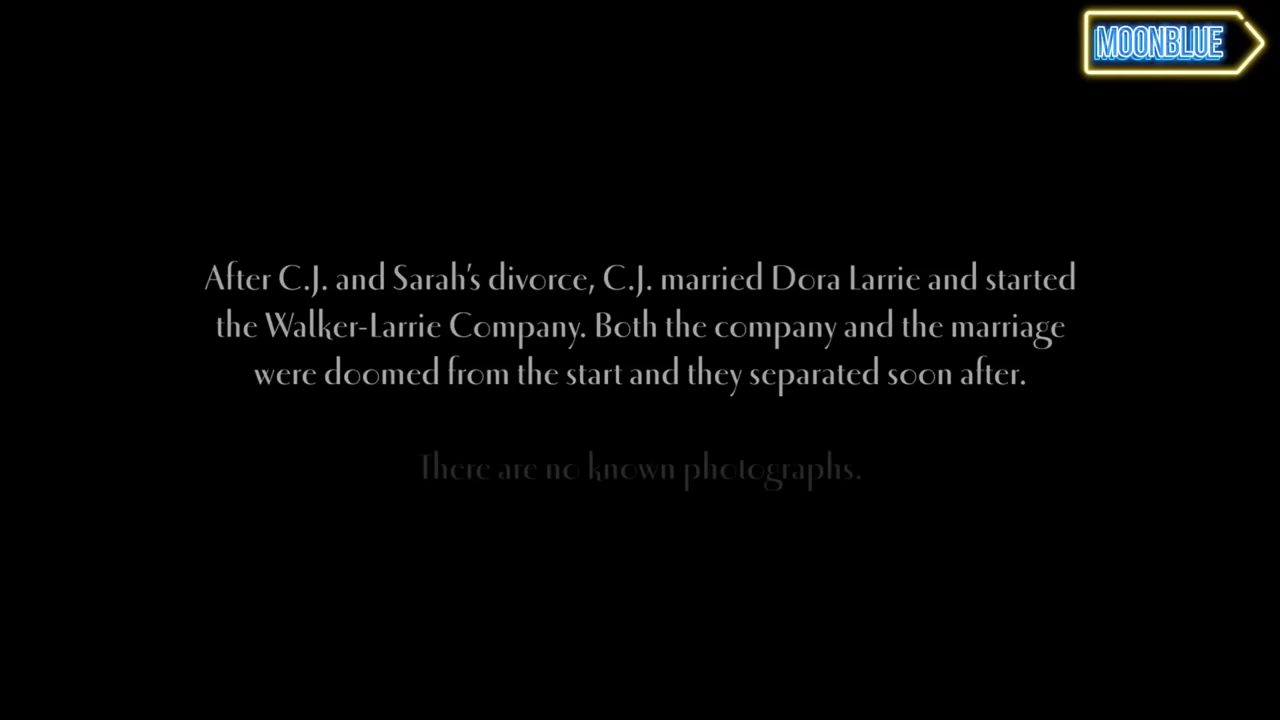 MOONBLUE
After C.J. and Sarah's divorce, C.J. married Dora Larrie and started
the Walker-Larrie Company. Both the company and the marriage
were doomed from the start and they separated soon after.
There are no known photographs.